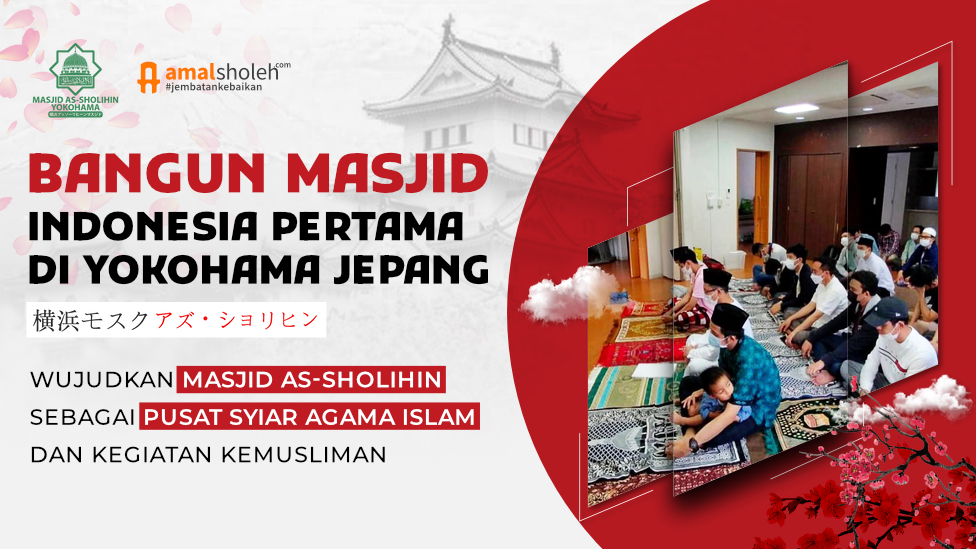 MASJID AS-SHOLIHIN
YOKOHAMA
amalsholeh.com
#jembatankebaikan
BANGUN MASJID
INDONESIA PERTAMA
DI YOKOHAMA JEPANG
横浜モスクアズ・ショリヒン
WUJUDKAN MASJID AS-SHOLIHIN
SEBAGAI PUSAT SYIAR AGAMA ISLAM
DAN KEGIATAN KEMUSLIMAN